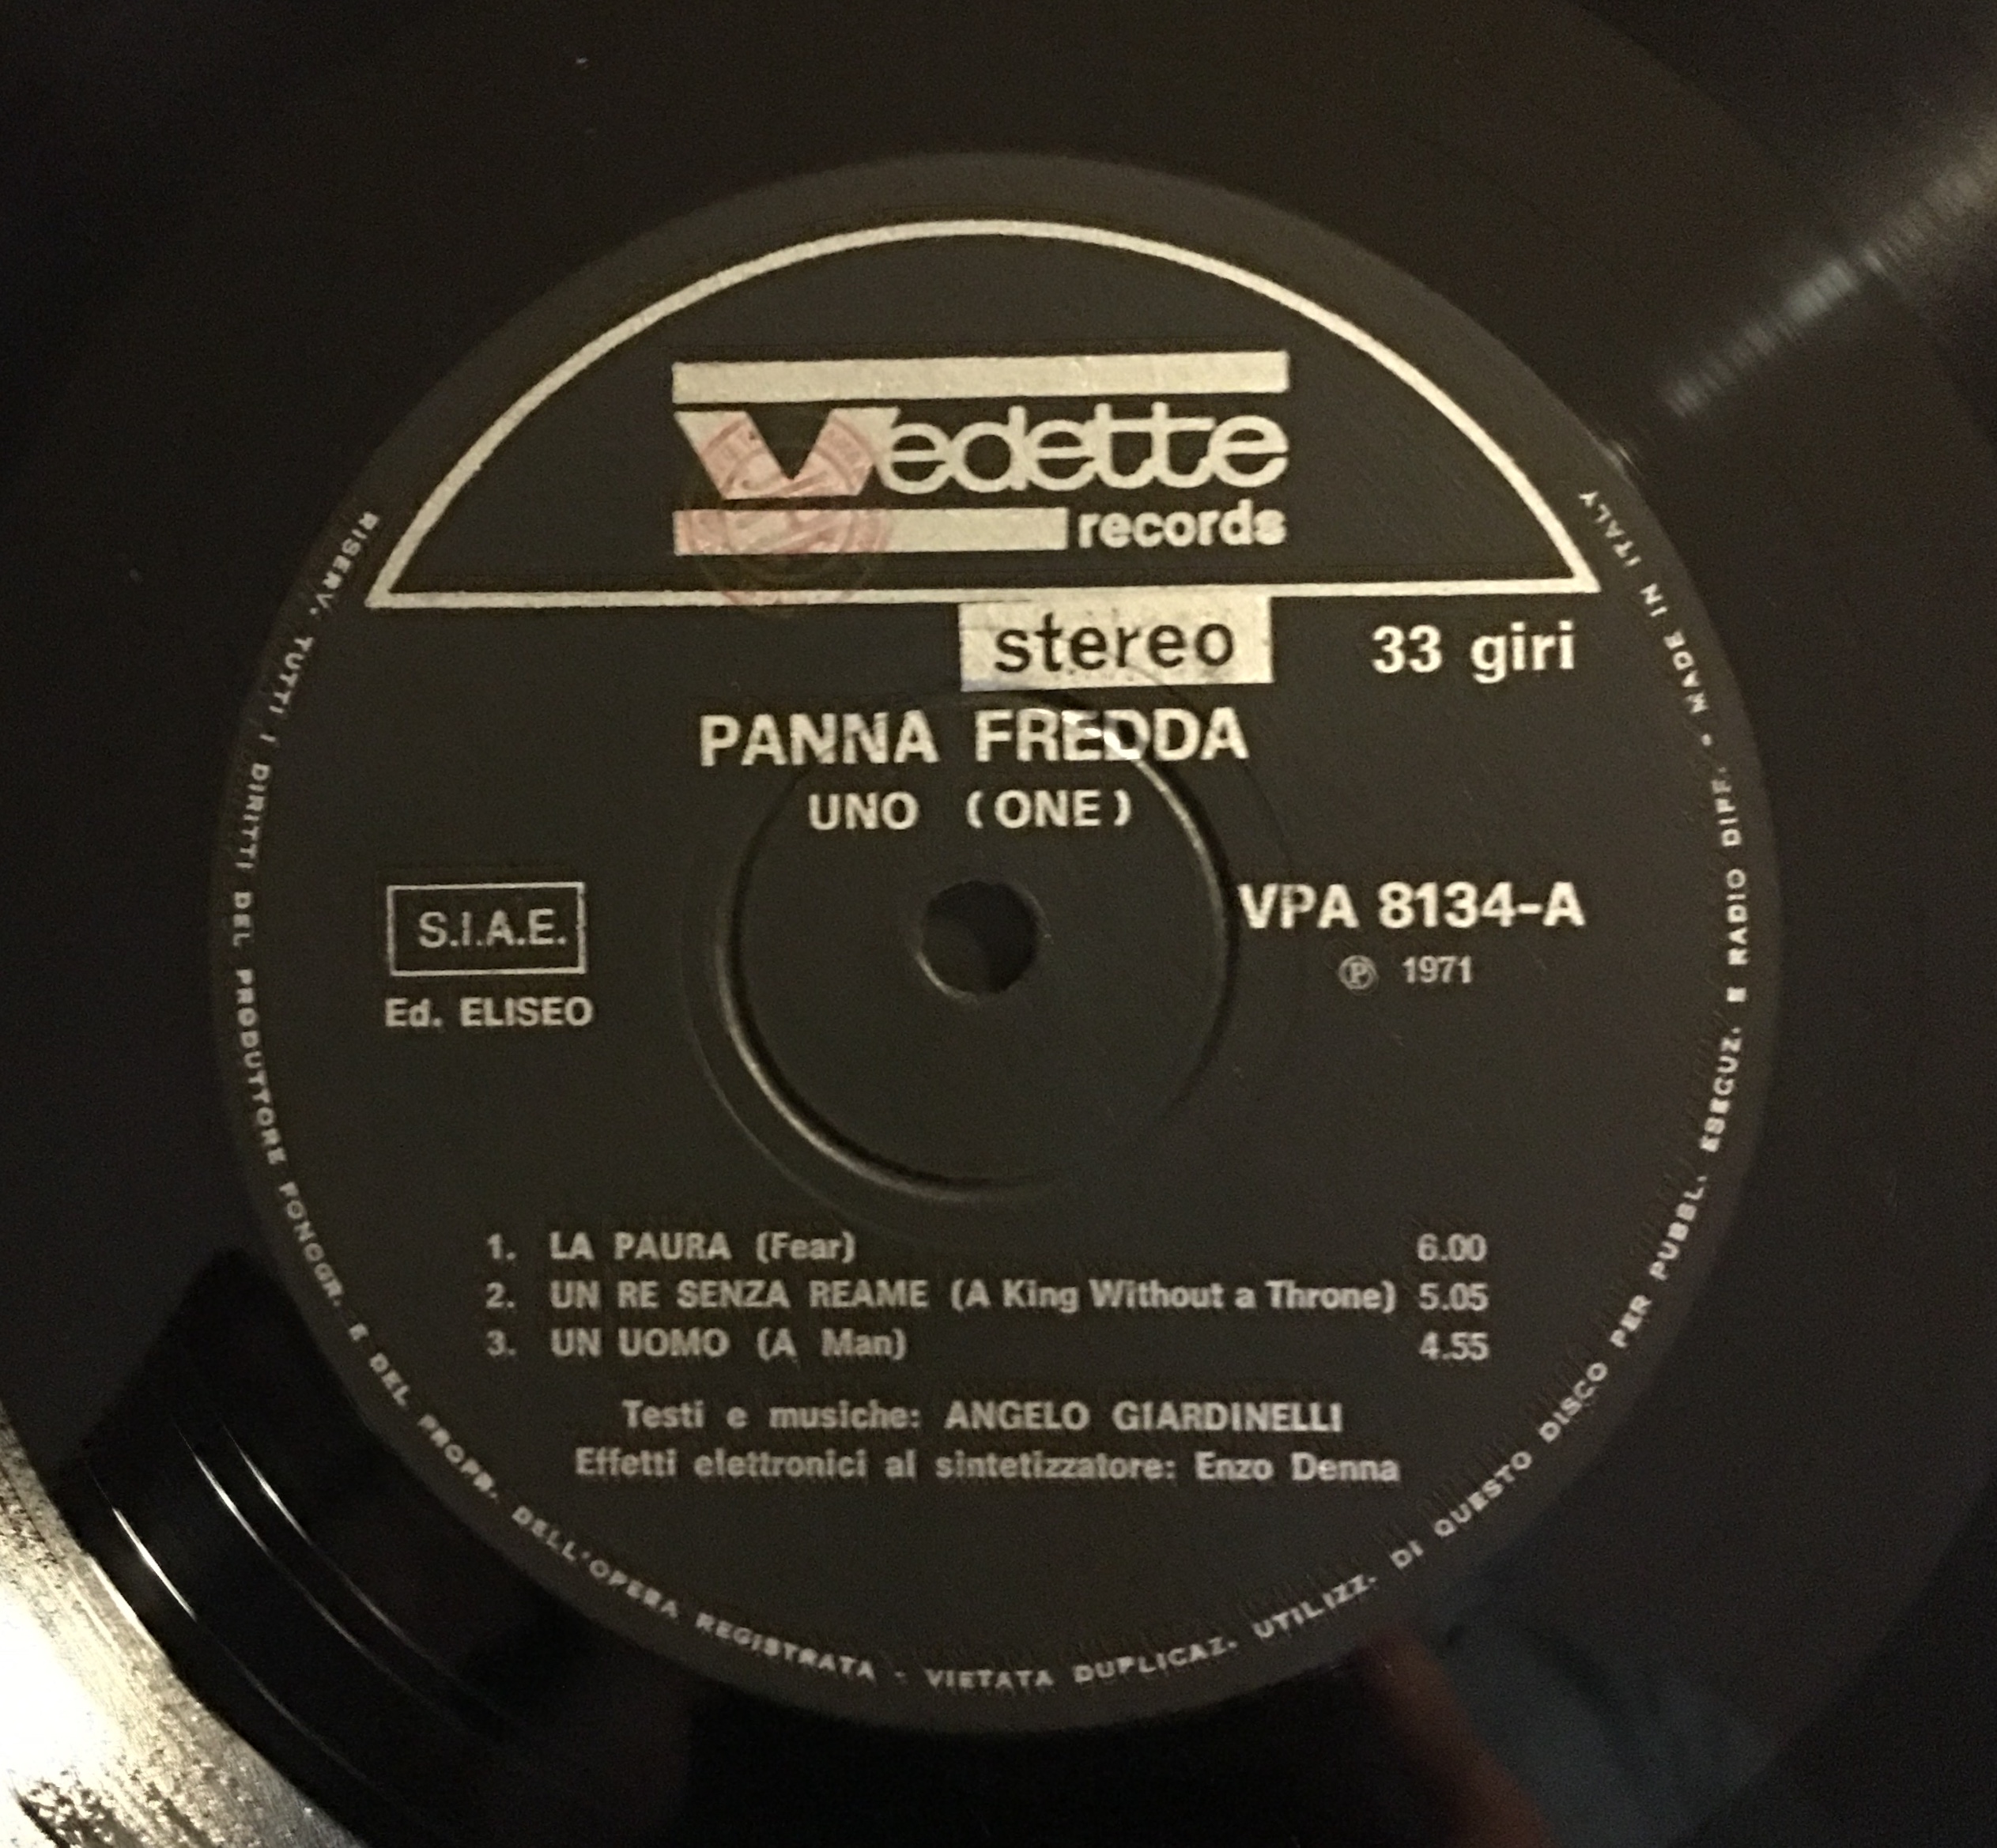 Vedette
records
stereo
33 giri
PANNA FREDDA
UNO (ONE)
S.I.A.E.
Ed. ELISEO
VPA 8134-A
Ⓟ 1971
1. LA PAURA (Fear) 6.00
2. UN RE SENZA REAME (A King Without a Throne) 5.05
3. UN UOMO (A Man) 4.55
Testi e musiche: ANGELO GIARDINELLI
Effetti elettronici al sintetizzatore: Enzo Denna
RISERV. TUTTI I DIRITTI DEL PRODUTTORE FONOGR. E DEL PROPR. DELL'OPERA REGISTRATA - VIETATA DUPLICAZ. UTILIZZ. DI QUESTO DISCO PER PUBBL. ESEGUZ. E RADIO DIFF. - MADE IN ITALY